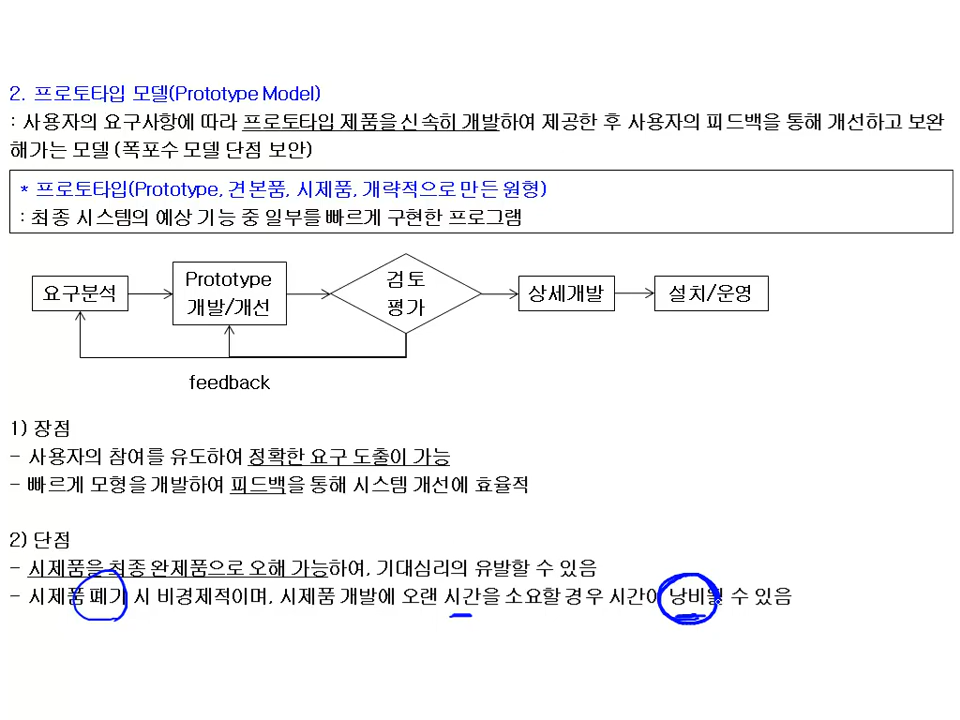 2. 프로토타입 모델(Prototype Model)
: 사용자의 요구사항에 따라 프로토타입 제품을 신속히 개발하여 제공한 후 사용자의 피드백을 통해 개선하고 보완
해가는 모델 (폭포수 모델 단점 보안)
* 프로토타입(Prototype, 견본품, 시제품, 개략적으로 만든 원형)
: 최종 시스템의 예상 기능 중 일부를 빠르게 구현한 프로그램
요구분석
Prototype
개발/개선
검토
평가
상세개발
설치/운영
feedback
1) 장점
- 사용자의 참여를 유도하여 정확한 요구 도출이 가능
- 빠르게 모형을 개발하여 피드백을 통해 시스템 개선에 효율적
2) 단점
- 시제품을 최종 완제품으로 오해 가능하여, 기대심리의 유발할 수 있음
- 시제품 폐기 시 비경제적이며, 시제품 개발에 오랜 시간을 소요할 경우 시간이 낭비될 수 있음